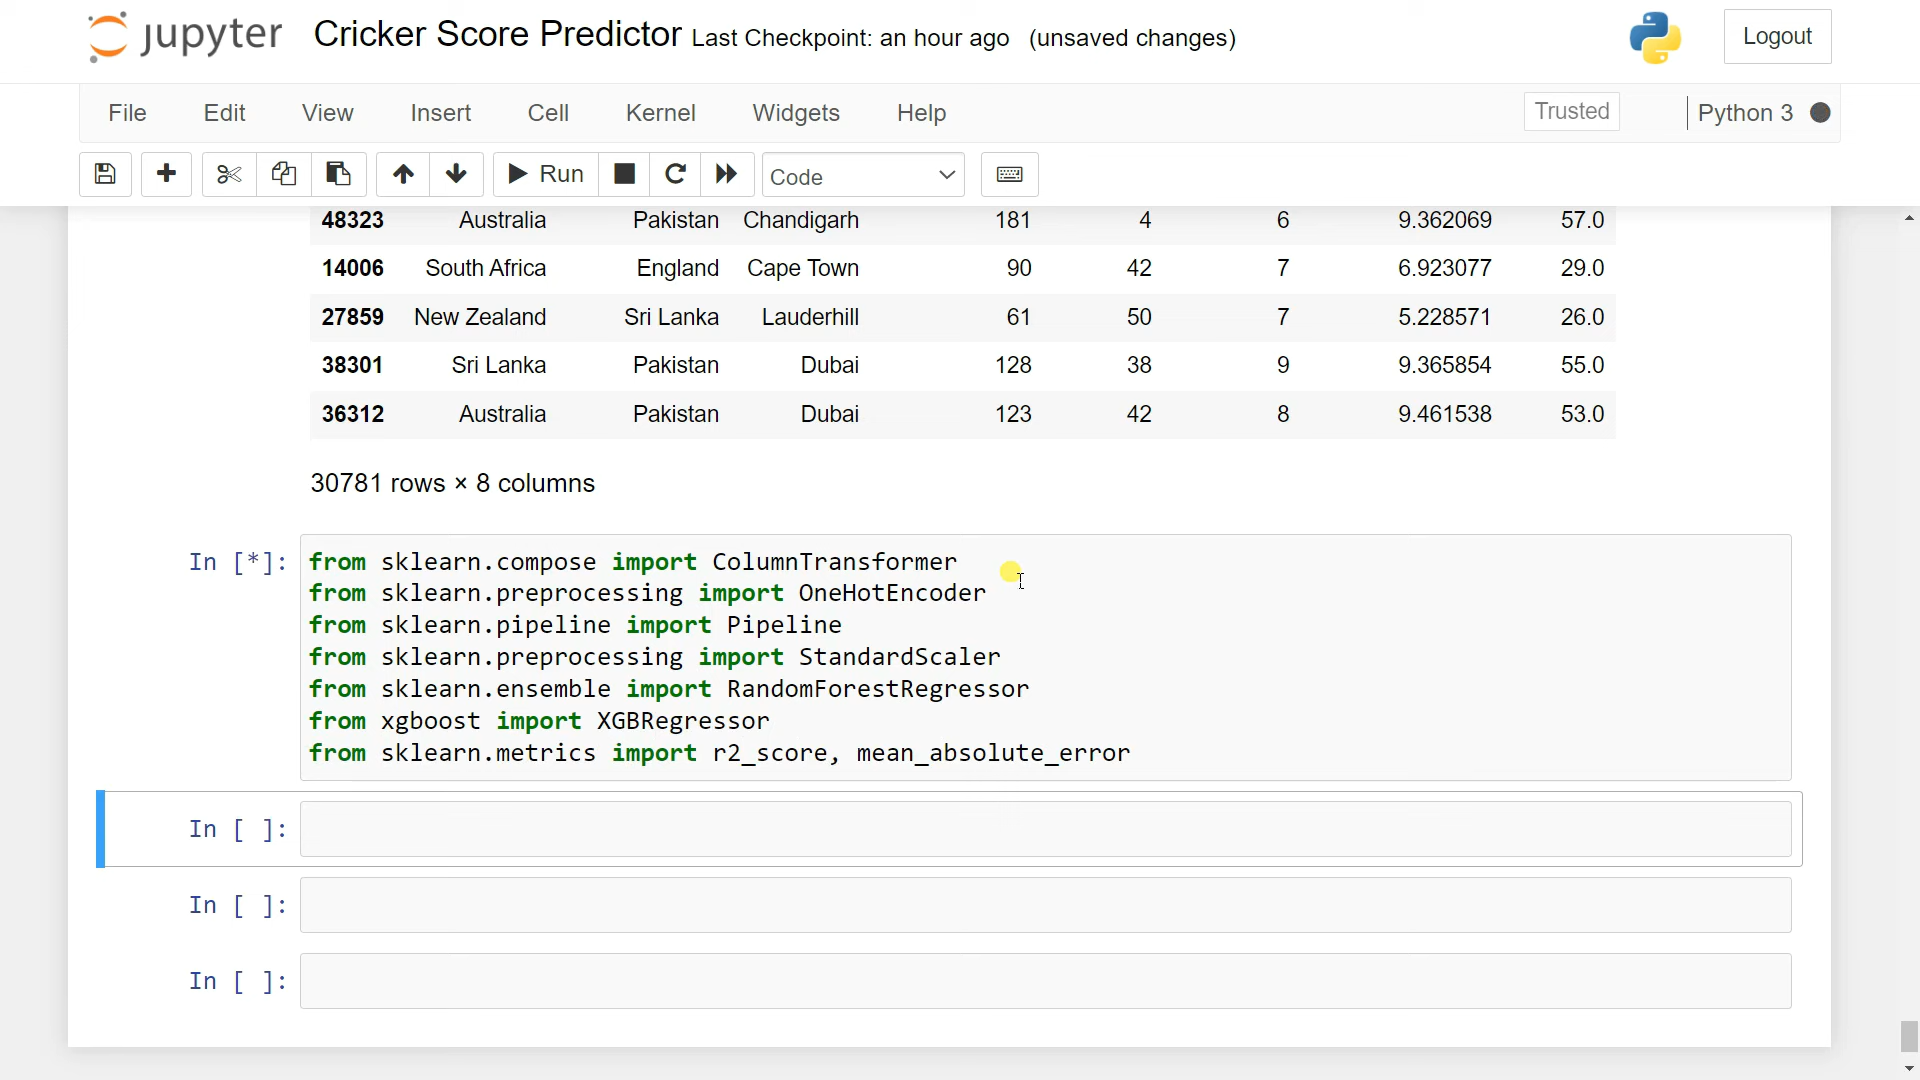 jupyter Cricker Score Predictor Last Checkpoint: an hour ago (unsaved changes) Logout
File Edit View Insert Cell Kernel Widgets Help Trusted Python 3
Run Code
48323 Australia Pakistan Chandigarh 181 4 6 9.362069 57.0
14006 South Africa England Cape Town 90 42 7 6.923077 29.0
27859 New Zealand Sri Lanka Lauderhill 61 50 7 5.228571 26.0
38301 Sri Lanka Pakistan Dubai 128 38 9 9.365854 55.0
36312 Australia Pakistan Dubai 123 42 8 9.461538 53.0
30781 rows × 8 columns
In [*]: from sklearn.compose import ColumnTransformer
from sklearn.preprocessing import OneHotEncoder
from sklearn.pipeline import Pipeline
from sklearn.preprocessing import StandardScaler
from sklearn.ensemble import RandomForestRegressor
from xgboost import XGBRegressor
from sklearn.metrics import r2_score, mean_absolute_error
In [ ]:
In [ ]:
In [ ]: